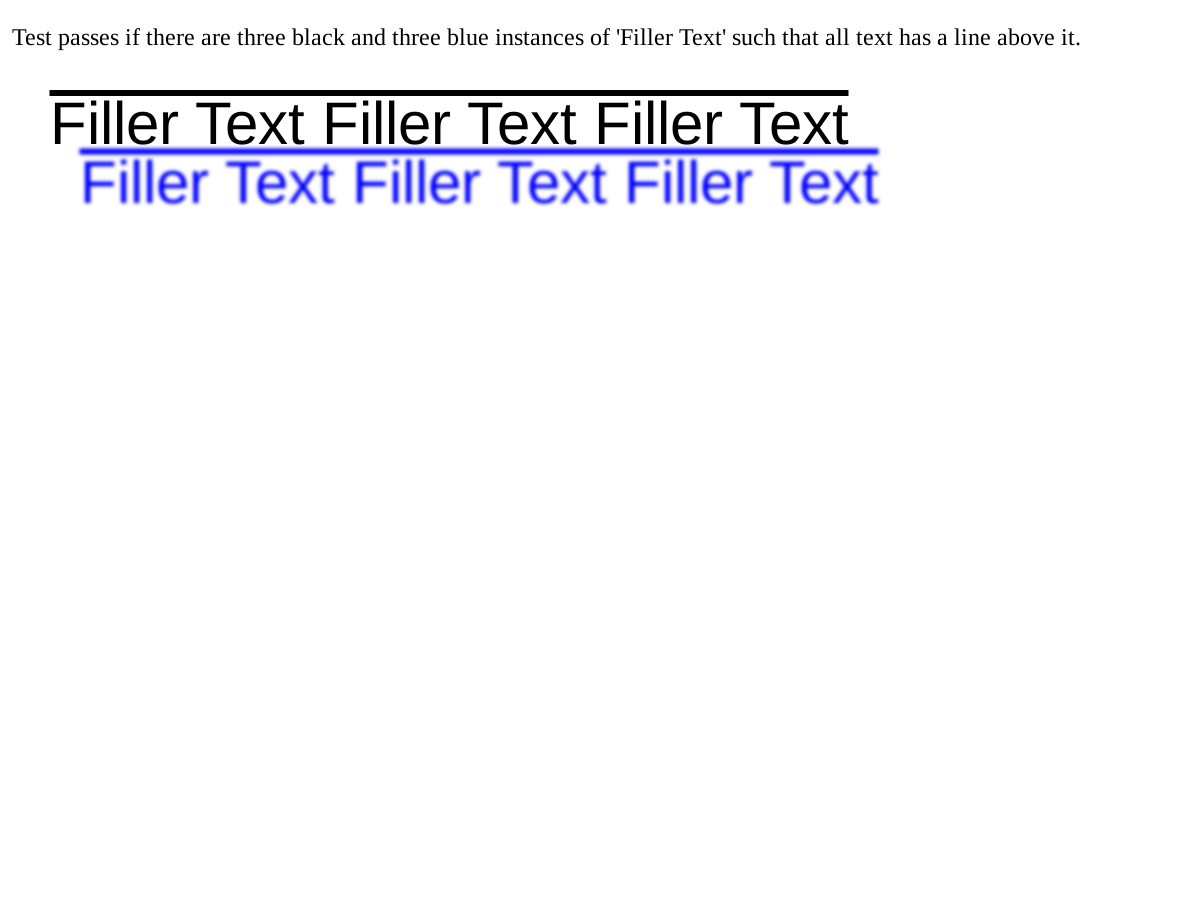 Test passes if there are three black and three blue instances of 'Filler Text' such that all text has a line above it.
Filler Text Filler Text Filler Text
Filler Text Filler Text Filler Text